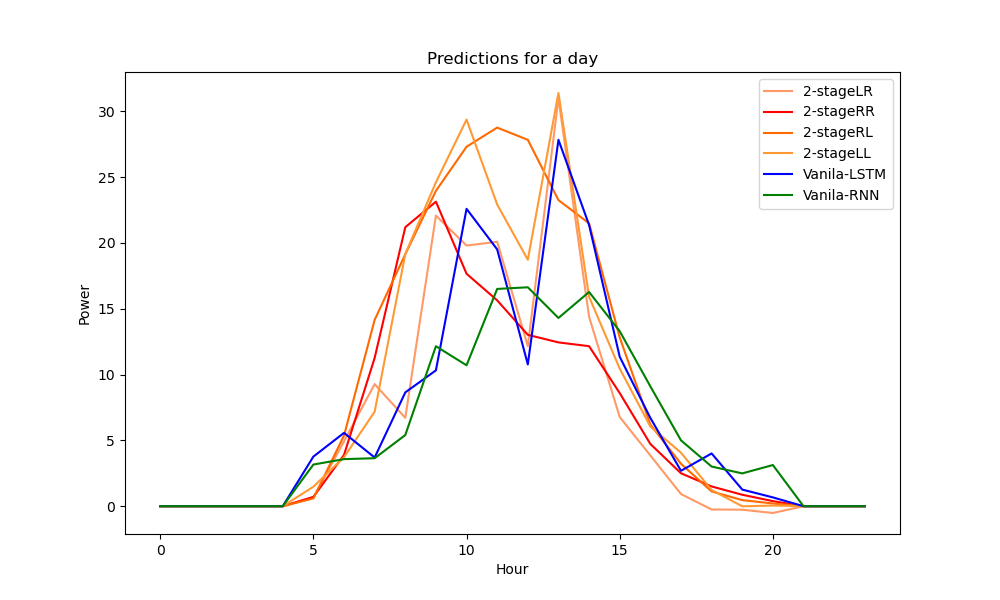 Predictions for a day
2-stageLR
2-stageRR
2-stageRL
2-stageLL
Vanila-LSTM
Vanila-RNN
30
25
20
15
10
5
0
Power
0 5 10 15 20
Hour